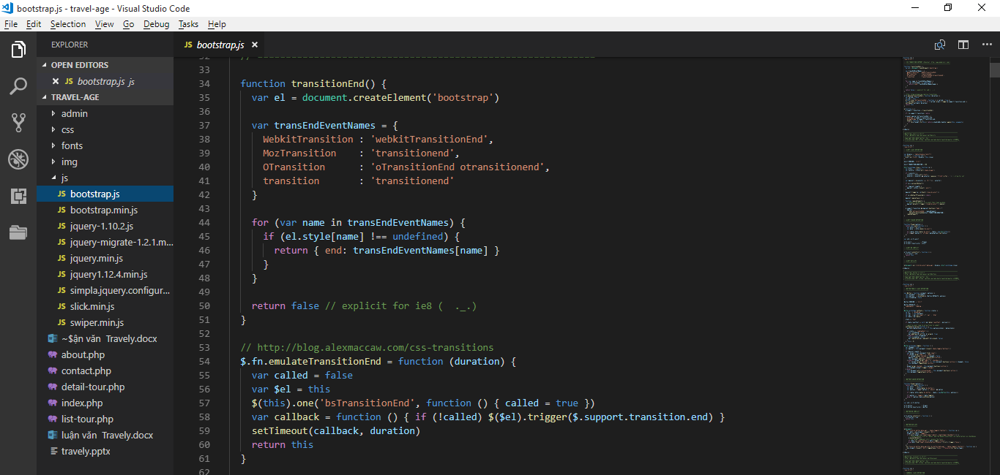 bootstrap.js - travel-age - Visual Studio Code
File Edit Selection View Go Debug Tasks Help
EXPLORER
OPEN EDITORS
JS bootstrap.js js
TRAVEL-AGE
admin
css
fonts
img
js
JS bootstrap.js
JS bootstrap.min.js
JS jquery-1.10.2.js
JS jquery-migrate-1.2.1.m...
JS jquery.min.js
JS jquery1.12.4.min.js
JS simpla.jquery.configur...
JS slick.min.js
JS swiper.min.js
~$ận văn Travely.docx
about.php
contact.php
detail-tour.php
index.php
list-tour.php
luận văn Travely.docx
travely.pptx
JS bootstrap.js
33
34 function transitionEnd() {
35 var el = document.createElement('bootstrap')
36
37 var transEndEventNames = {
38 WebkitTransition : 'webkitTransitionEnd',
39 MozTransition : 'transitionend',
40 OTransition : 'oTransitionEnd otransitionend',
41 transition : 'transitionend'
42 }
43
44 for (var name in transEndEventNames) {
45 if (el.style[name] !== undefined) {
46 return { end: transEndEventNames[name] }
47 }
48 }
49
50 return false // explicit for ie8 (  ._.)
51 }
52
53 // http://blog.alexmaccaw.com/css-transitions
54 $.fn.emulateTransitionEnd = function (duration) {
55 var called = false
56 var $el = this
57 $(this).one('bsTransitionEnd', function () { called = true })
58 var callback = function () { if (!called) $($el).trigger($.support.transition.end) }
59 setTimeout(callback, duration)
60 return this
61 }
62